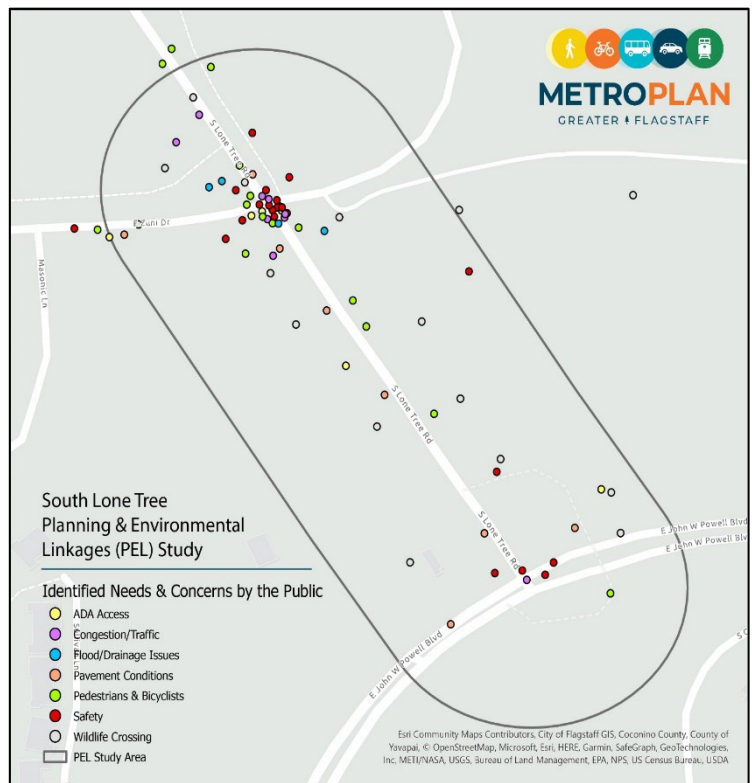 METROPLAN
GREATER FLAGSTAFF
S Lone Tree Rd
E Zuni Dr
Masonic Ln
S Lone Tree Rd
S Lone Tree Rd
E John W Powell Blvd
E John W Powell Blvd
E John W Powell Blvd
South Lone Tree
Planning & Environmental
Linkages (PEL) Study
Identified Needs & Concerns by the Public
ADA Access
Congestion/Traffic
Flood/Drainage Issues
Pavement Conditions
Pedestrians & Bicyclists
Safety
Wildlife Crossing
PEL Study Area
Esri Community Maps Contributors, City of Flagstaff GIS, Coconino County, County of
Yavapai, © OpenStreetMap, Microsoft, Esri, HERE, Garmin, SafeGraph, GeoTechnologies,
Inc, METI/NASA, USGS, Bureau of Land Management, EPA, NPS, US Census Bureau, USDA